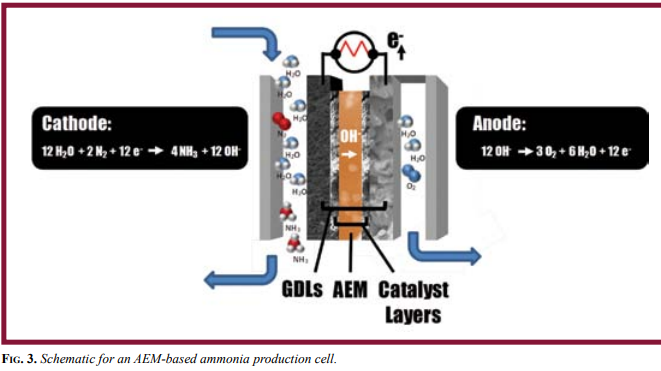 e-
H₂O
H₂O
H₂O
N₂
H₂O
H₂O
H₂O
NH₃
NH₃
Cathode:
12 H₂O + 2 N₂ + 12 e⁻ → 4 NH₃ + 12 OH⁻
OH⁻
→
H₂O
H₂O
O₂
Anode:
12 OH⁻ → 3 O₂ + 6 H₂O + 12 e⁻
GDLs AEM Catalyst
Layers
FIG. 3. Schematic for an AEM-based ammonia production cell.